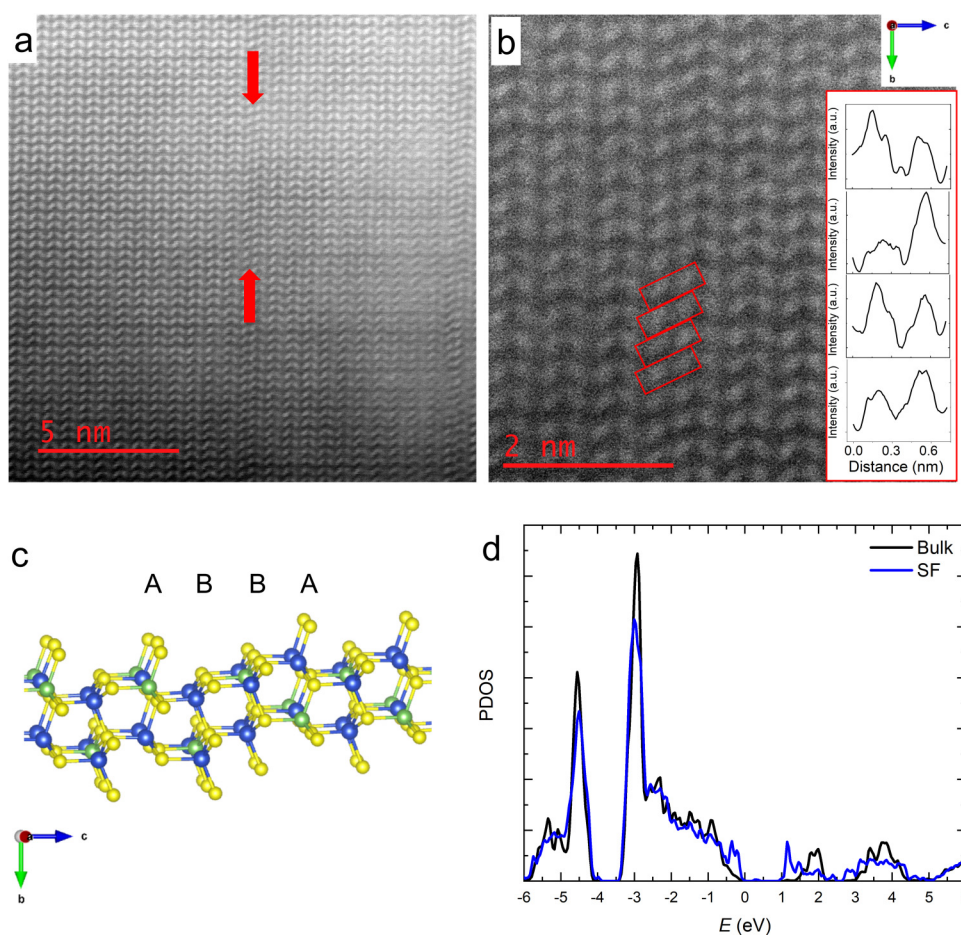 a
5 nm
b
a
c
b
2 nm
Intensity (a.u.)
Intensity (a.u.)
Intensity (a.u.)
Intensity (a.u.)
0.0 0.3 0.6
Distance (nm)
c
A B B A
a
c
b
d
Bulk
SF
PDOS
-6 -5 -4 -3 -2 -1 0 1 2 3 4 5
E (eV)